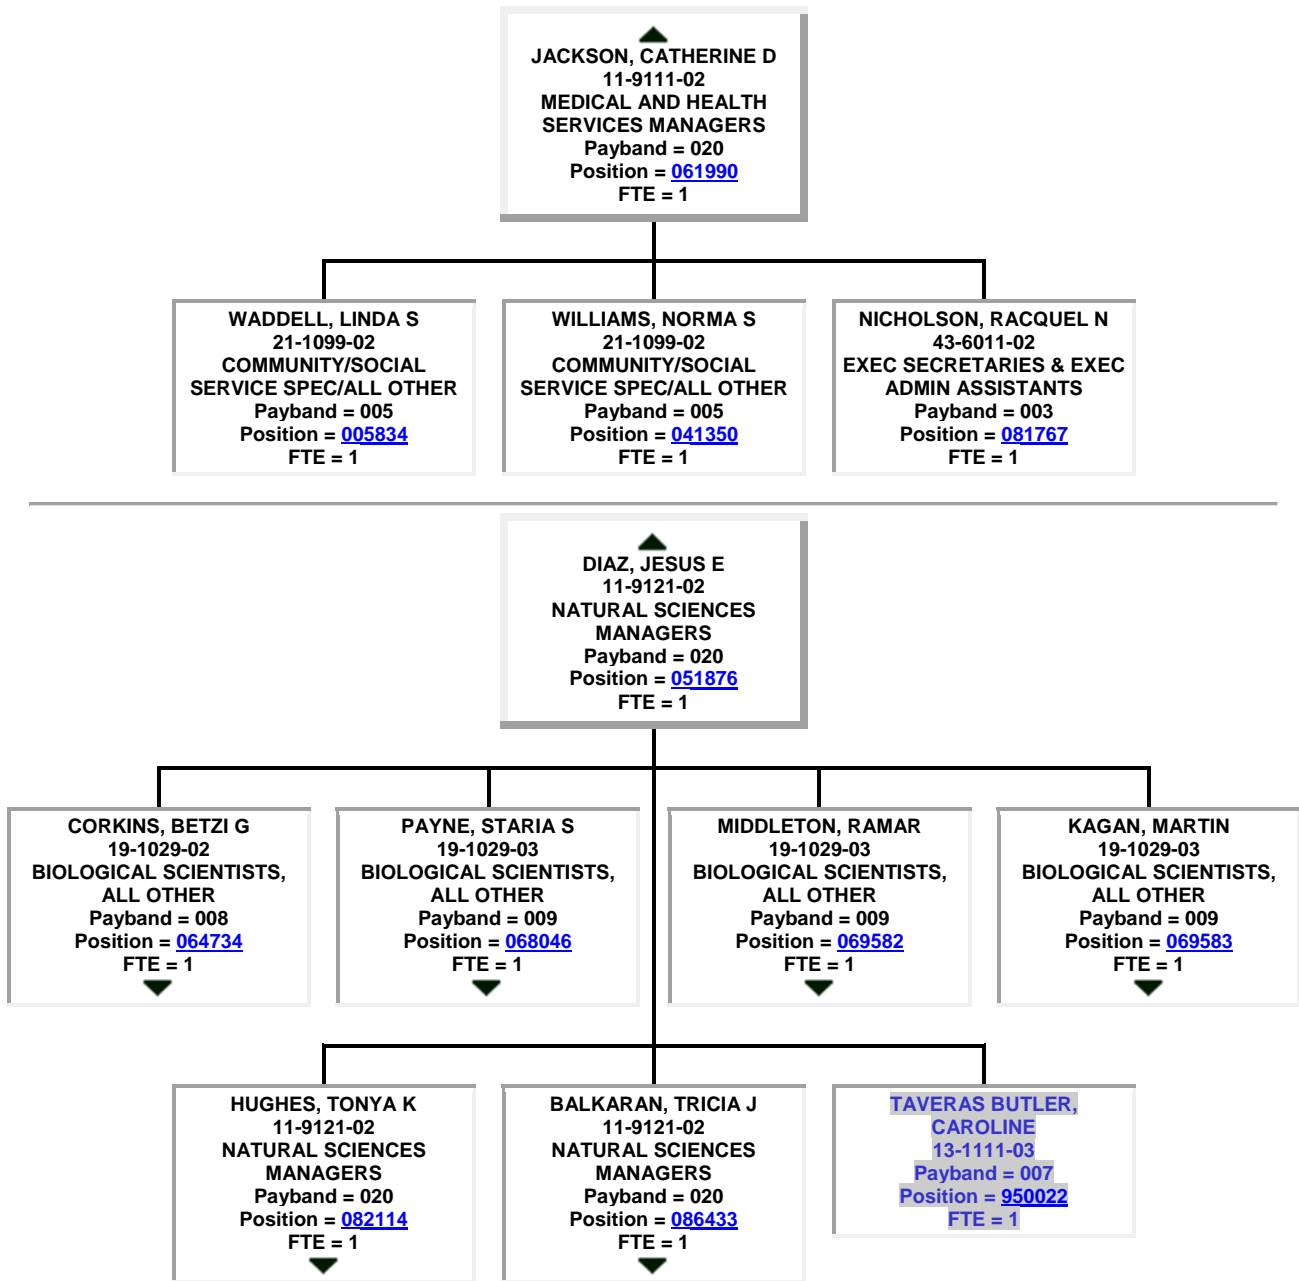 JACKSON, CATHERINE D
11-9111-02
MEDICAL AND HEALTH
SERVICES MANAGERS
Payband = 020
Position = 061990
FTE = 1
WADDELL, LINDA S
21-1099-02
COMMUNITY/SOCIAL
SERVICE SPEC/ALL OTHER
Payband = 005
Position = 005834
FTE = 1
WILLIAMS, NORMA S
21-1099-02
COMMUNITY/SOCIAL
SERVICE SPEC/ALL OTHER
Payband = 005
Position = 041350
FTE = 1
NICHOLSON, RACQUEL N
43-6011-02
EXEC SECRETARIES & EXEC
ADMIN ASSISTANTS
Payband = 003
Position = 081767
FTE = 1
DIAZ, JESUS E
11-9121-02
NATURAL SCIENCES
MANAGERS
Payband = 020
Position = 051876
FTE = 1
CORKINS, BETZI G
19-1029-02
BIOLOGICAL SCIENTISTS,
ALL OTHER
Payband = 008
Position = 064734
FTE = 1
PAYNE, STARIA S
19-1029-03
BIOLOGICAL SCIENTISTS,
ALL OTHER
Payband = 009
Position = 068046
FTE = 1
MIDDLETON, RAMAR
19-1029-03
BIOLOGICAL SCIENTISTS,
ALL OTHER
Payband = 009
Position = 069582
FTE = 1
KAGAN, MARTIN
19-1029-03
BIOLOGICAL SCIENTISTS,
ALL OTHER
Payband = 009
Position = 069583
FTE = 1
HUGHES, TONYA K
11-9121-02
NATURAL SCIENCES
MANAGERS
Payband = 020
Position = 082114
FTE = 1
BALKARAN, TRICIA J
11-9121-02
NATURAL SCIENCES
MANAGERS
Payband = 020
Position = 086433
FTE = 1
TAVERAS BUTLER,
CAROLINE
13-1111-03
Payband = 007
Position = 950022
FTE = 1